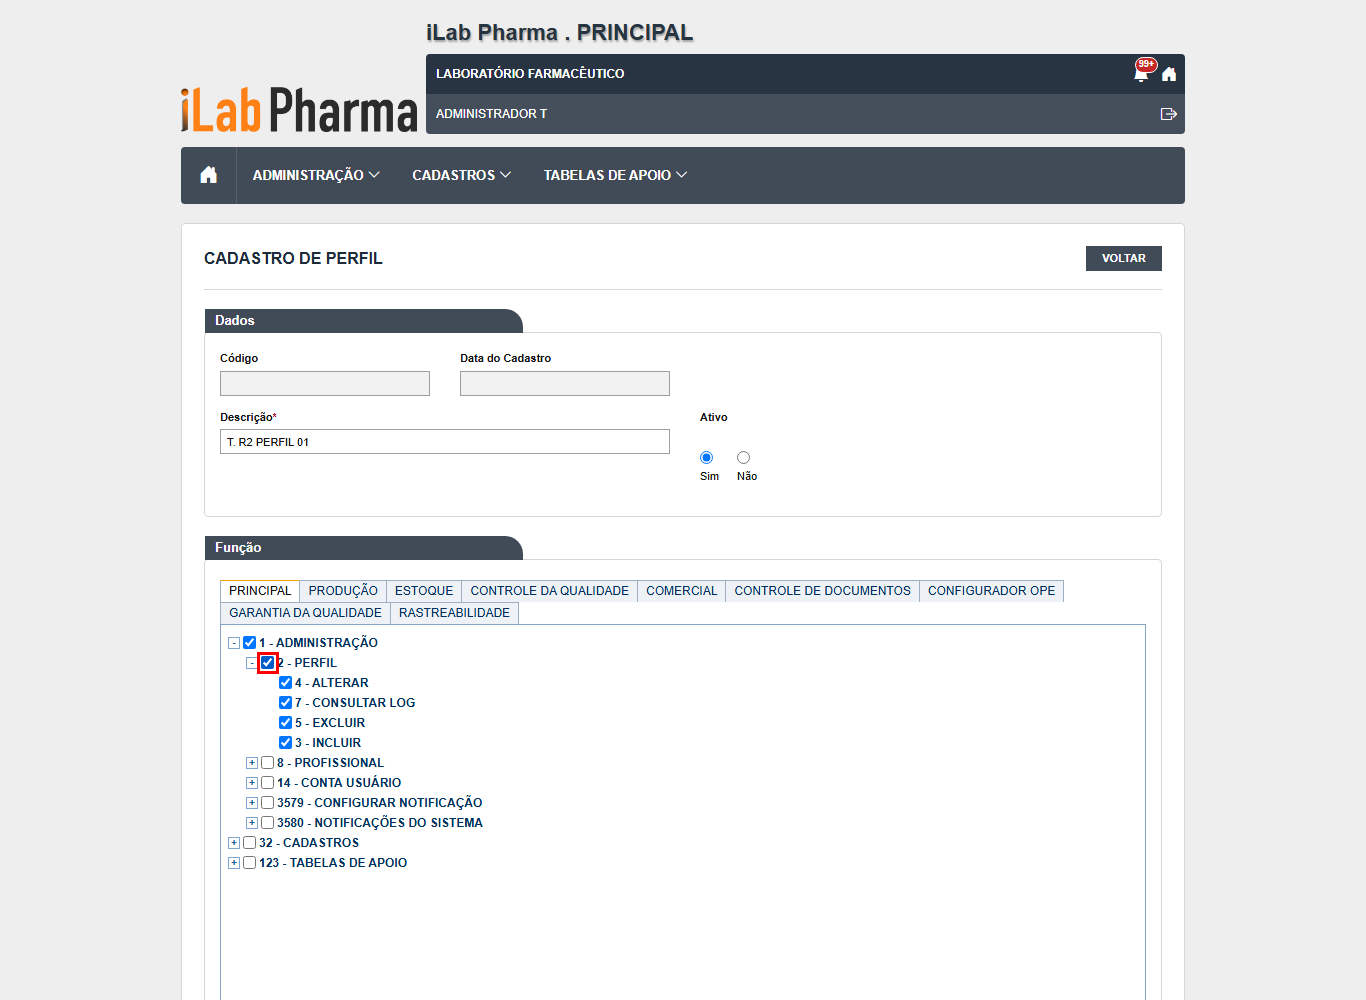 iLab Pharma . PRINCIPAL
iLab Pharma
LABORATÓRIO FARMACÊUTICO
99+
ADMINISTRADOR T
ADMINISTRAÇÃO CADASTROS TABELAS DE APOIO
CADASTRO DE PERFIL VOLTAR
Dados
Código Data do Cadastro
Descrição* Ativo
T. R2 PERFIL 01
Sim Não
Função
PRINCIPAL PRODUÇÃO ESTOQUE CONTROLE DA QUALIDADE COMERCIAL CONTROLE DE DOCUMENTOS CONFIGURADOR OPE
GARANTIA DA QUALIDADE RASTREABILIDADE
1 - ADMINISTRAÇÃO
2 - PERFIL
4 - ALTERAR
7 - CONSULTAR LOG
5 - EXCLUIR
3 - INCLUIR
8 - PROFISSIONAL
14 - CONTA USUÁRIO
3579 - CONFIGURAR NOTIFICAÇÃO
3580 - NOTIFICAÇÕES DO SISTEMA
32 - CADASTROS
123 - TABELAS DE APOIO